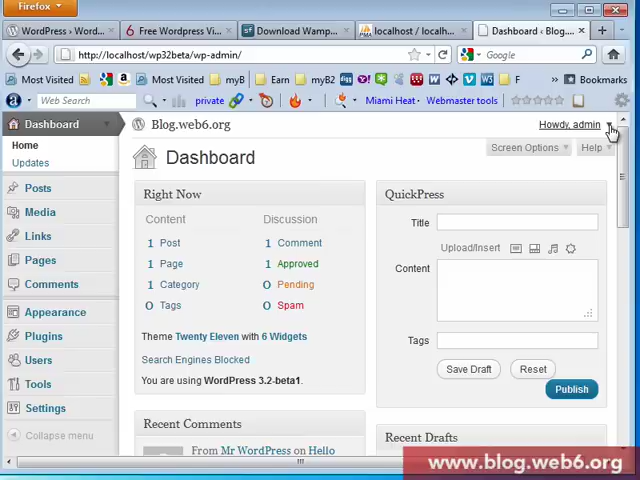 Firefox
WordPress › Word...
Free Wordpress Vi...
Download Wamp...
localhost / localh...
Dashboard ‹ Blog....
http://localhost/wp32beta/wp-admin/
Google
Most Visited
myB
Earn
myB2
Most Visited
F
Bookmarks
Web Search
private
Miami Heat
Webmaster tools
Dashboard
Blog.web6.org
Howdy, admin
Home
Updates
Dashboard
Screen Options
Help
Posts
Media
Links
Pages
Comments
Appearance
Plugins
Users
Tools
Settings
Collapse menu
Right Now
Content
Discussion
1 Post
1 Comment
1 Page
1 Approved
1 Category
0 Pending
0 Tags
0 Spam
Theme Twenty Eleven with 6 Widgets
Search Engines Blocked
You are using WordPress 3.2-beta1.
QuickPress
Title
Upload/Insert
Content
Tags
Save Draft
Reset
Publish
Recent Comments
From Mr WordPress on Hello
Recent Drafts
www.blog.web6.org